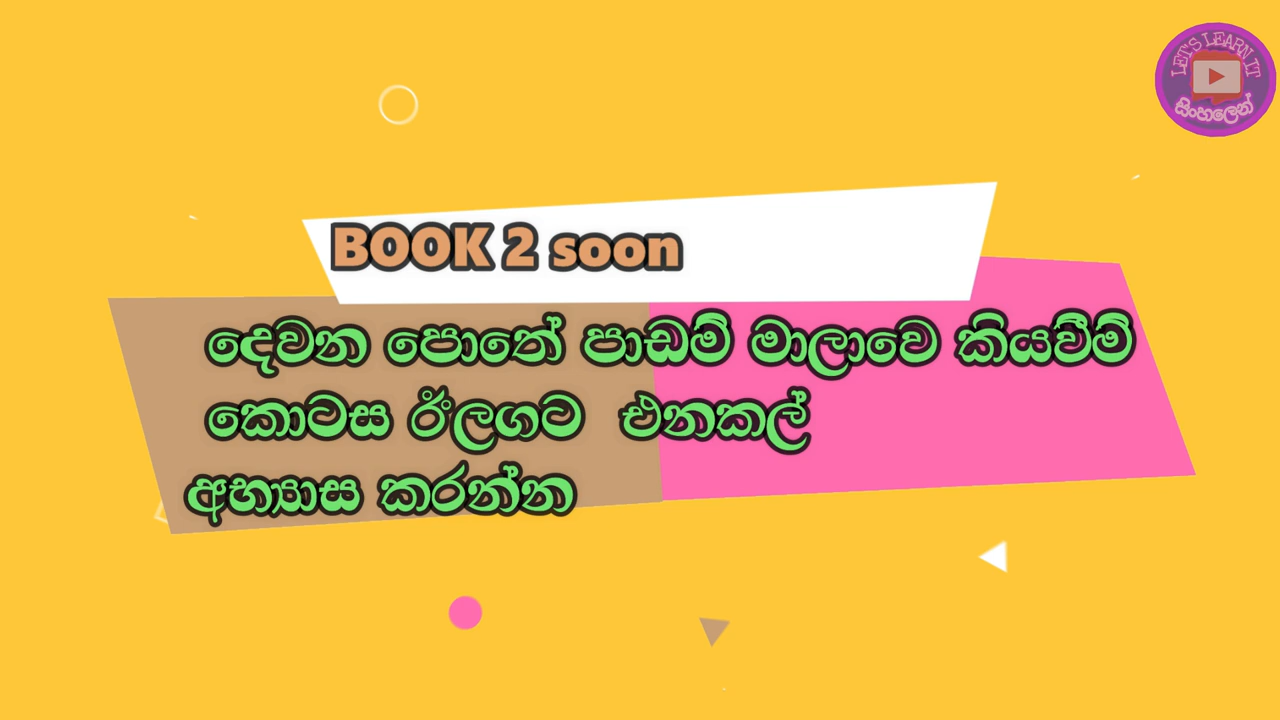 LET'S LEARN IT
සිංහලෙන්
BOOK 2 soon
දෙවන පොතේ පාඩම් මාලාවෙ කියවීම්
කොටස ඊලගට එනකල්
අභ්‍යාස කරන්න